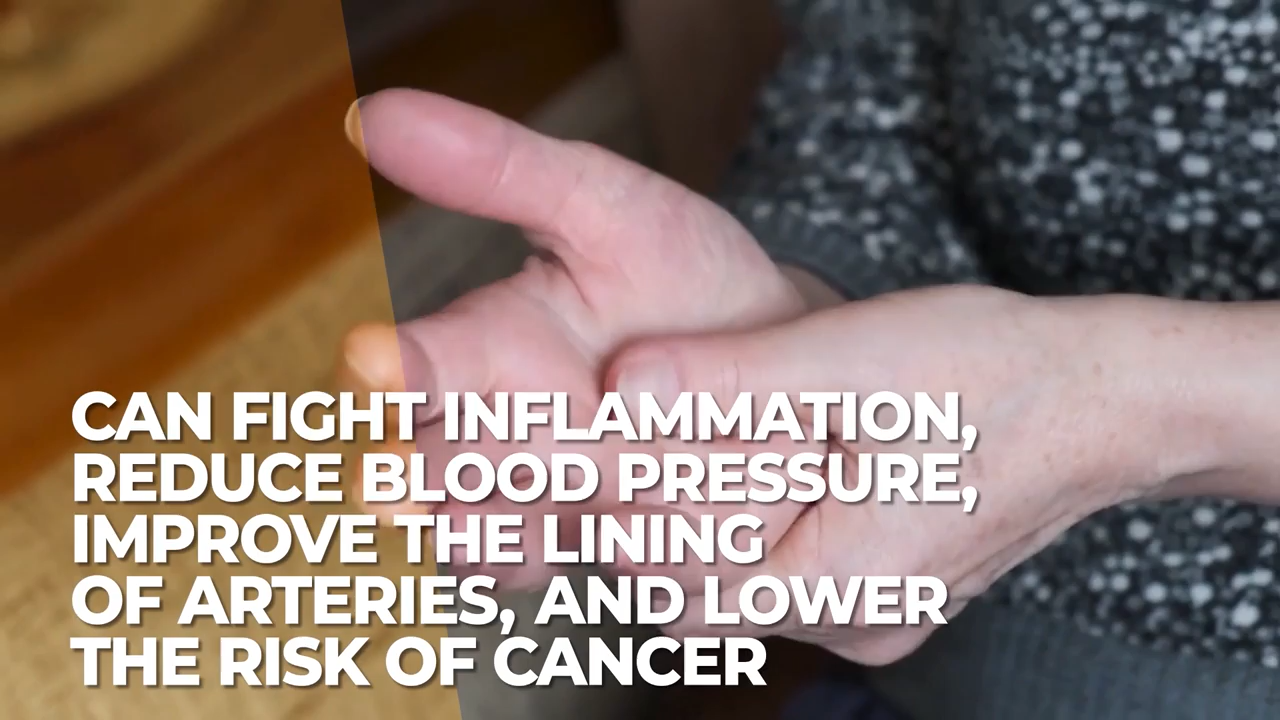 CAN FIGHT INFLAMMATION,
REDUCE BLOOD PRESSURE,
IMPROVE THE LINING
OF ARTERIES, AND LOWER
THE RISK OF CANCER